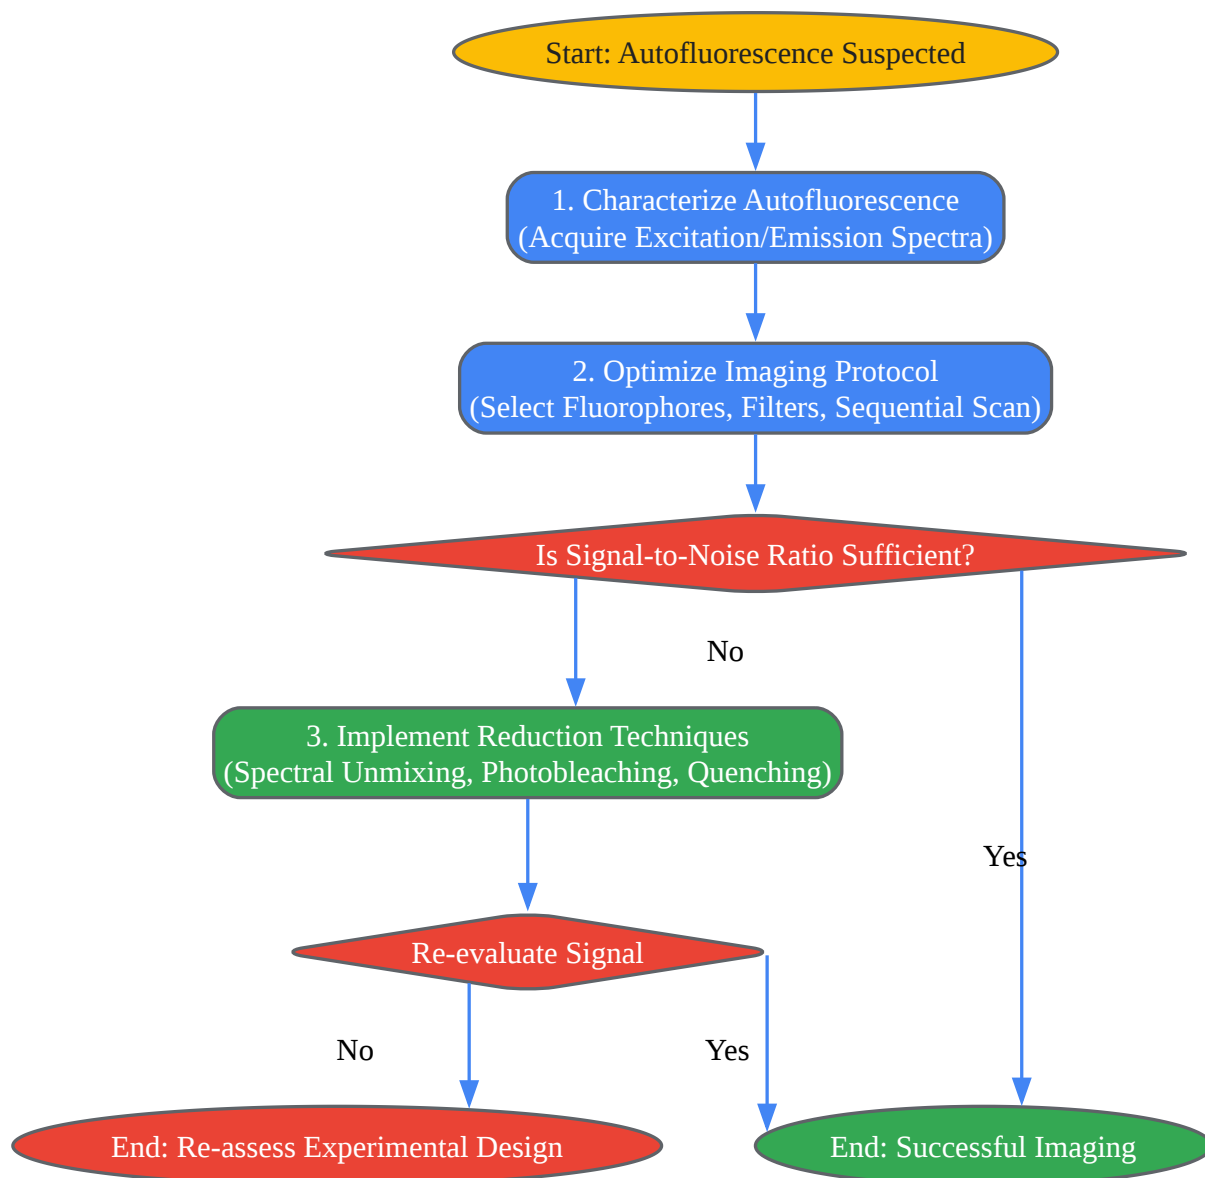 Start: Autofluorescence Suspected
1. Characterize Autofluorescence
(Acquire Excitation/Emission Spectra)
2. Optimize Imaging Protocol
(Select Fluorophores, Filters, Sequential Scan)
Is Signal-to-Noise Ratio Sufficient?
No
3. Implement Reduction Techniques
(Spectral Unmixing, Photobleaching, Quenching)
Yes
Re-evaluate Signal
No
Yes
End: Re-assess Experimental Design
End: Successful Imaging